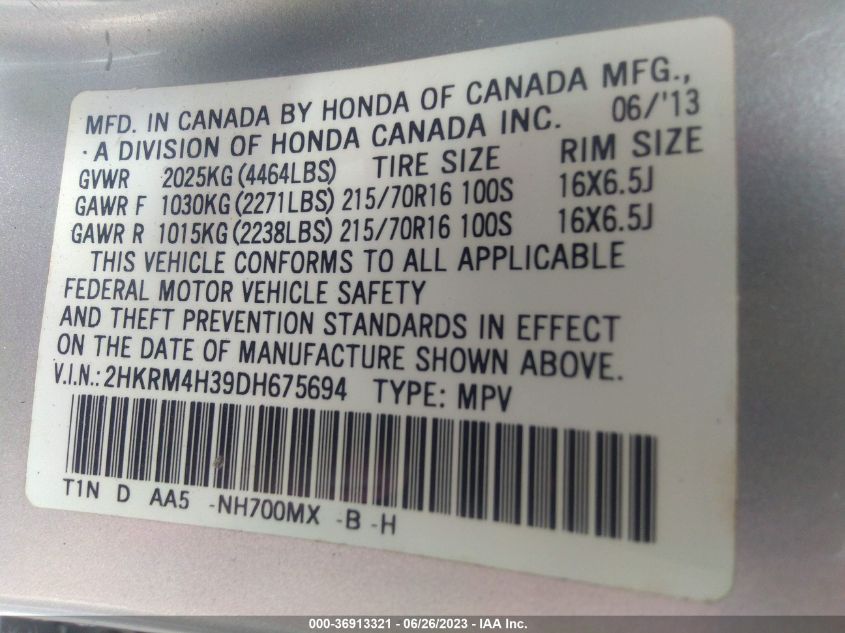 MFD. IN CANADA BY HONDA OF CANADA MFG.,
· A DIVISION OF HONDA CANADA INC. 06/'13
GVWR 2025KG (4464LBS) TIRE SIZE RIM SIZE
GAWR F 1030KG (2271LBS) 215/70R16 100S 16X6.5J
GAWR R 1015KG (2238LBS) 215/70R16 100S 16X6.5J
THIS VEHICLE CONFORMS TO ALL APPLICABLE
FEDERAL MOTOR VEHICLE SAFETY
AND THEFT PREVENTION STANDARDS IN EFFECT
ON THE DATE OF MANUFACTURE SHOWN ABOVE.
V.I.N.: 2HKRM4H39DH675694 TYPE: MPV
T1N D AA5 -NH700MX -B -H
000-36913321 - 06/26/2023 - IAA Inc.